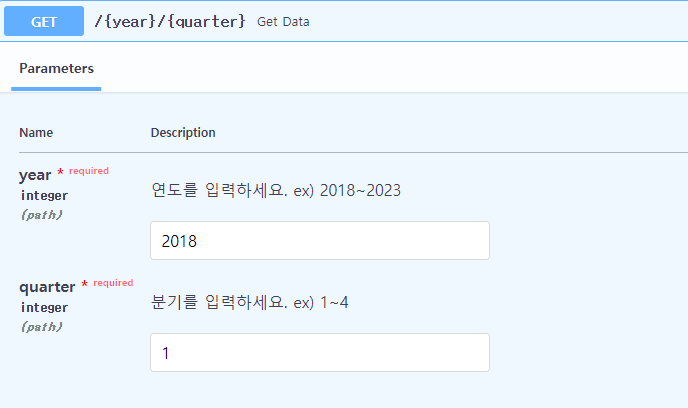 GET /{year}/{quarter} Get Data
Parameters
Name Description
year * required
integer
(path)
연도를 입력하세요. ex) 2018~2023
2018
quarter * required
integer
(path)
분기를 입력하세요. ex) 1~4
1